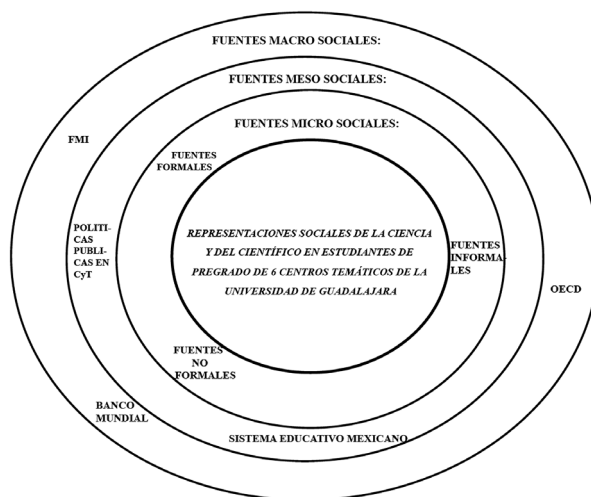 FUENTES MACRO SOCIALES:
FUENTES MESO SOCIALES:
FUENTES MICRO SOCIALES:
FMI
FUENTES
FORMALES
POLITI-
CAS
PUBLI-
CAS EN
CyT
REPRESENTACIONES SOCIALES DE LA CIENCIA
Y DEL CIENTÍFICO EN ESTUDIANTES DE
PREGRADO DE 6 CENTROS TEMÁTICOS DE LA
UNIVERSIDAD DE GUADALAJARA
FUENTES
INFORMA-
LES
OECD
FUENTES
NO
FORMALES
BANCO
MUNDIAL
SISTEMA EDUCATIVO MEXICANO